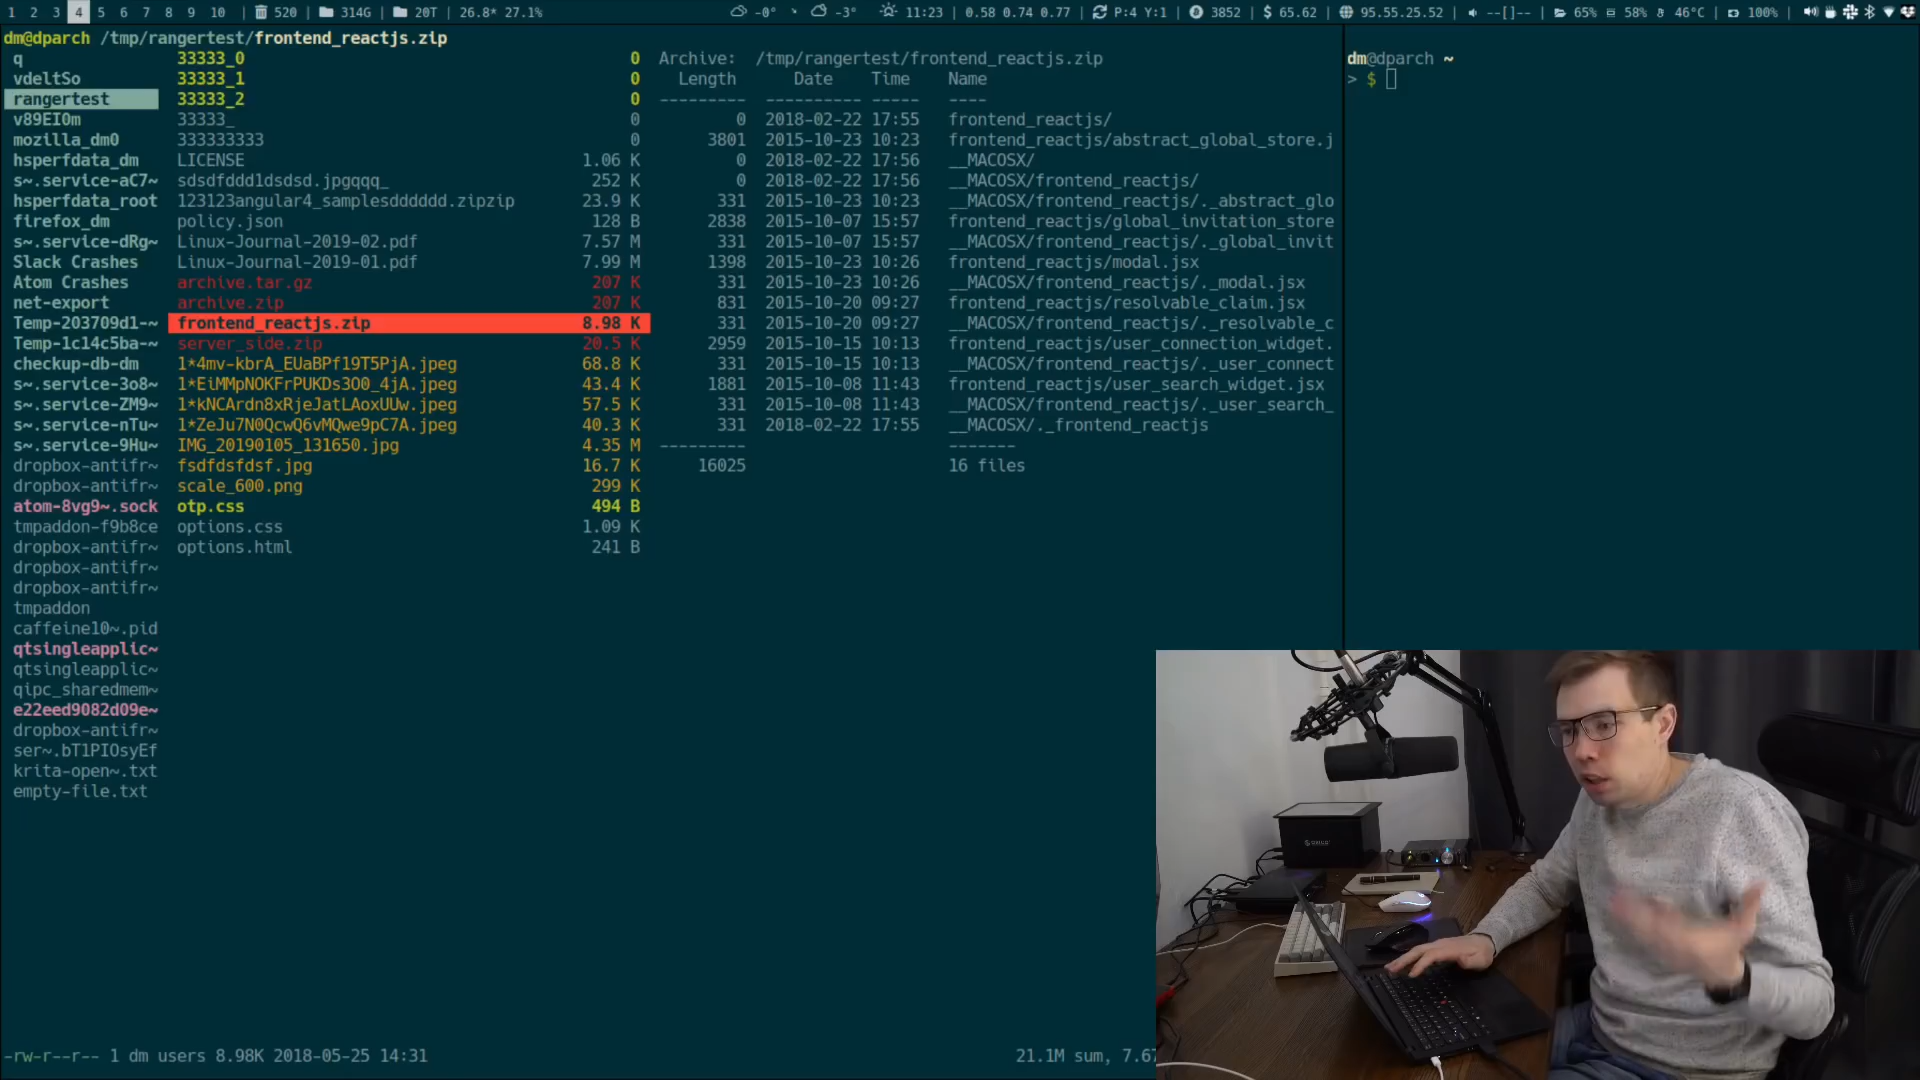 1 2 3 4 5 6 7 8 9 10 | 520 | 314G | 20T | 26.8* 27.1% -0° -3° 11:23 | 0.58 0.74 0.77 | P:4 Y:1 | 3852 | $ 65.62 | 95.55.25.52 | --[]-- | 65% 58% 46°C | 100% |
dm@dparch /tmp/rangertest/frontend_reactjs.zip
q
vdeltSo
rangertest
v89EI0m
mozilla_dm0
hsperfdata_dm
s~.service-aC7~
hsperfdata_root
firefox_dm
s~.service-dRg~
Slack Crashes
Atom Crashes
net-export
Temp-203709d1-~
Temp-1c14c5ba-~
checkup-db-dm
s~.service-3o8~
s~.service-ZM9~
s~.service-nTu~
s~.service-9Hu~
dropbox-antifr~
dropbox-antifr~
atom-8vg9~.sock
tmpaddon-f9b8ce
dropbox-antifr~
dropbox-antifr~
dropbox-antifr~
tmpaddon
caffeine10~.pid
qtsingleapplic~
qtsingleapplic~
qipc_sharedmem~
e22eed9082d09e~
dropbox-antifr~
ser~.bT1PIOsyEf
krita-open~.txt
empty-file.txt
33333_0 0
33333_1 0
33333_2 0
33333_ 0
333333333 0
LICENSE 1.06 K
sdsdfddd1dsdsd.jpgqqq_ 252 K
123123angular4_samplesdddddd.zipzip 23.9 K
policy.json 128 B
Linux-Journal-2019-02.pdf 7.57 M
Linux-Journal-2019-01.pdf 7.99 M
archive.tar.gz 207 K
archive.zip 207 K
frontend_reactjs.zip 8.98 K
server_side.zip 20.5 K
1*4mv-kbrA_EUaBPf19T5PjA.jpeg 68.8 K
1*EiMMpNOKFrPUKDs3O0_4jA.jpeg 43.4 K
1*kNCArdn8xRjeJatLAoxUUw.jpeg 57.5 K
1*ZeJu7N0QcwQ6vMQwe9pC7A.jpeg 40.3 K
IMG_20190105_131650.jpg 4.35 M
fsdfdsfdsf.jpg 16.7 K
scale_600.png 299 K
otp.css 494 B
options.css 1.09 K
options.html 241 B
Archive: /tmp/rangertest/frontend_reactjs.zip
Length Date Time Name
--------- ---------- ----- ----
0 2018-02-22 17:55 frontend_reactjs/
3801 2015-10-23 10:23 frontend_reactjs/abstract_global_store.j
0 2018-02-22 17:56 __MACOSX/
0 2018-02-22 17:56 __MACOSX/frontend_reactjs/
331 2015-10-23 10:23 __MACOSX/frontend_reactjs/._abstract_glo
2838 2015-10-07 15:57 frontend_reactjs/global_invitation_store
331 2015-10-07 15:57 __MACOSX/frontend_reactjs/._global_invit
1398 2015-10-23 10:26 frontend_reactjs/modal.jsx
331 2015-10-23 10:26 __MACOSX/frontend_reactjs/._modal.jsx
831 2015-10-20 09:27 frontend_reactjs/resolvable_claim.jsx
331 2015-10-20 09:27 __MACOSX/frontend_reactjs/._resolvable_c
2959 2015-10-15 10:13 frontend_reactjs/user_connection_widget.
331 2015-10-15 10:13 __MACOSX/frontend_reactjs/._user_connect
1881 2015-10-08 11:43 frontend_reactjs/user_search_widget.jsx
331 2015-10-08 11:43 __MACOSX/frontend_reactjs/._user_search_
331 2018-02-22 17:55 __MACOSX/._frontend_reactjs
--------- -------
16025 16 files
dm@dparch ~
> $
-rw-r--r-- 1 dm users 8.98K 2018-05-25 14:31
21.1M sum, 7.67